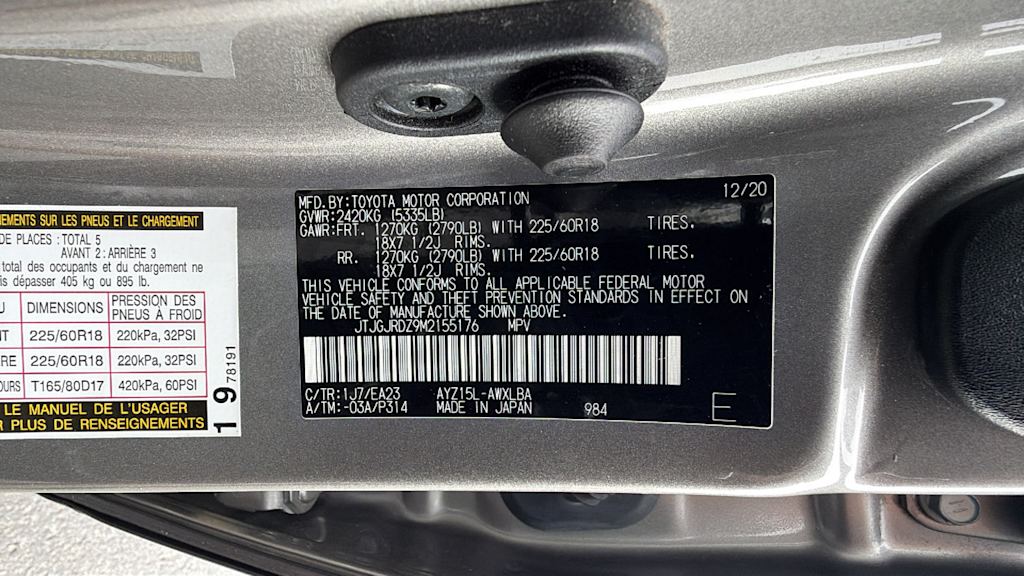 NEMENTS SUR LES PNEUS ET LE CHARGEMENT
DE PLACES : TOTAL 5
AVANT 2 : ARRIÈRE 3
total des occupants et du chargement ne
is dépasser 405 kg ou 895 lb.
U DIMENSIONS PRESSION DES PNEUS À FROID
NT 225/60R18 220kPa, 32PSI
ÈRE 225/60R18 220kPa, 32PSI
OURS T165/80D17 420kPa, 60PSI
LE MANUEL DE L'USAGER
R PLUS DE RENSEIGNEMENTS
19 78191
MFD. BY: TOYOTA MOTOR CORPORATION 12/20
GVWR: 2420KG (5335LB)
GAWR: FRT. 1270KG (2790LB) WITH 225/60R18 TIRES.
18X7 1/2J RIMS.
RR. 1270KG (2790LB) WITH 225/60R18 TIRES.
18X7 1/2J RIMS.
THIS VEHICLE CONFORMS TO ALL APPLICABLE FEDERAL MOTOR
VEHICLE SAFETY AND THEFT PREVENTION STANDARDS IN EFFECT ON
THE DATE OF MANUFACTURE SHOWN ABOVE.
JTJGJRDZ9M2155176 MPV
C/TR: 1J7/EA23 AYZ15L-AWXLBA
A/TM: -03A/P314 MADE IN JAPAN 984 E